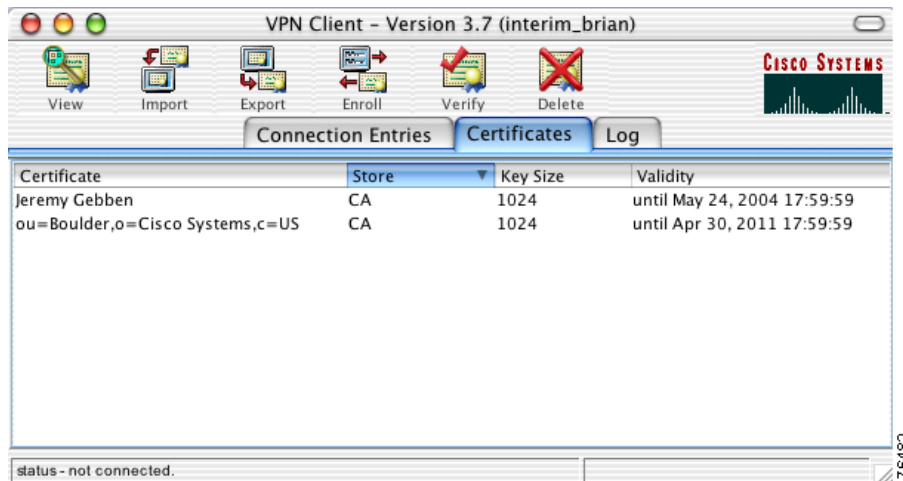 VPN Client – Version 3.7 (interim_brian)
View Import Export Enroll Verify Delete
CISCO SYSTEMS
Connection Entries Certificates Log
Certificate Store Key Size Validity
Jeremy Gebben CA 1024 until May 24, 2004 17:59:59
ou=Boulder,o=Cisco Systems,c=US CA 1024 until Apr 30, 2011 17:59:59
status - not connected.